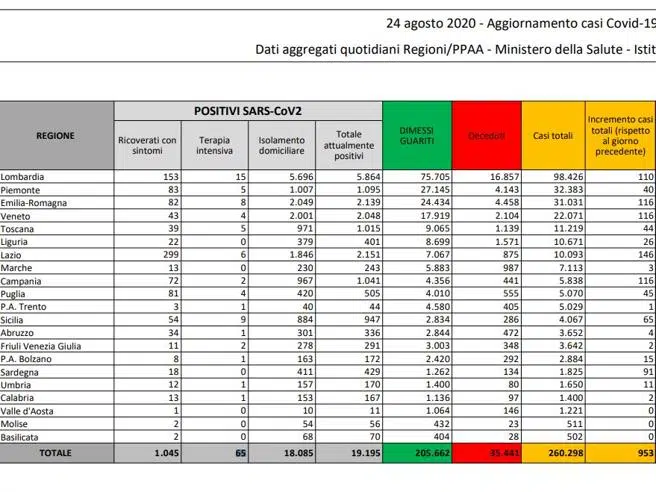 24 agosto 2020 - Aggiornamento casi Covid-19
Dati aggregati quotidiani Regioni/PPAA - Ministero della Salute - Istit
REGIONE
POSITIVI SARS-CoV2
Ricoverati con sintomi
Terapia intensiva
Isolamento domiciliare
Totale attualmente positivi
DIMESSI GUARITI
Deceduti
Casi totali
Incremento casi totali (rispetto al giorno precedente)
Lombardia 153 15 5.696 5.864 75.705 16.857 98.426 110
Piemonte 83 5 1.007 1.095 27.145 4.143 32.383 40
Emilia-Romagna 82 8 2.049 2.139 24.434 4.458 31.031 116
Veneto 43 4 2.001 2.048 17.919 2.104 22.071 116
Toscana 39 5 971 1.015 9.065 1.139 11.219 44
Liguria 22 0 379 401 8.699 1.571 10.671 26
Lazio 299 6 1.846 2.151 7.067 875 10.093 146
Marche 13 0 230 243 5.883 987 7.113 3
Campania 72 2 967 1.041 4.356 441 5.838 116
Puglia 81 4 420 505 4.010 555 5.070 45
P.A. Trento 3 1 40 44 4.580 405 5.029 1
Sicilia 54 9 884 947 2.834 286 4.067 65
Abruzzo 34 1 301 336 2.844 472 3.652 4
Friuli Venezia Giulia 11 2 278 291 3.003 348 3.642 2
P.A. Bolzano 8 1 163 172 2.420 292 2.884 15
Sardegna 18 0 411 429 1.262 134 1.825 91
Umbria 12 1 157 170 1.400 80 1.650 11
Calabria 13 1 153 167 1.136 97 1.400 2
Valle d'Aosta 1 0 10 11 1.064 146 1.221 0
Molise 2 0 54 56 432 23 511 0
Basilicata 2 0 68 70 404 28 502 0
TOTALE 1.045 65 18.085 19.195 205.662 35.441 260.298 953